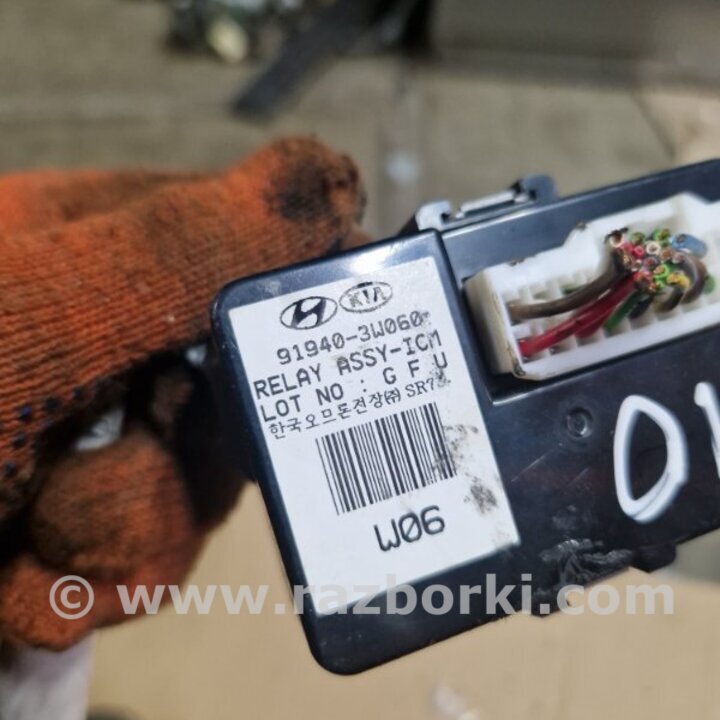 KIA
91940-3W060
RELAY ASSY-ICM
LOT NO : G F U
한국오므론전장(주) SR7
W06
01
© www.razborki.com